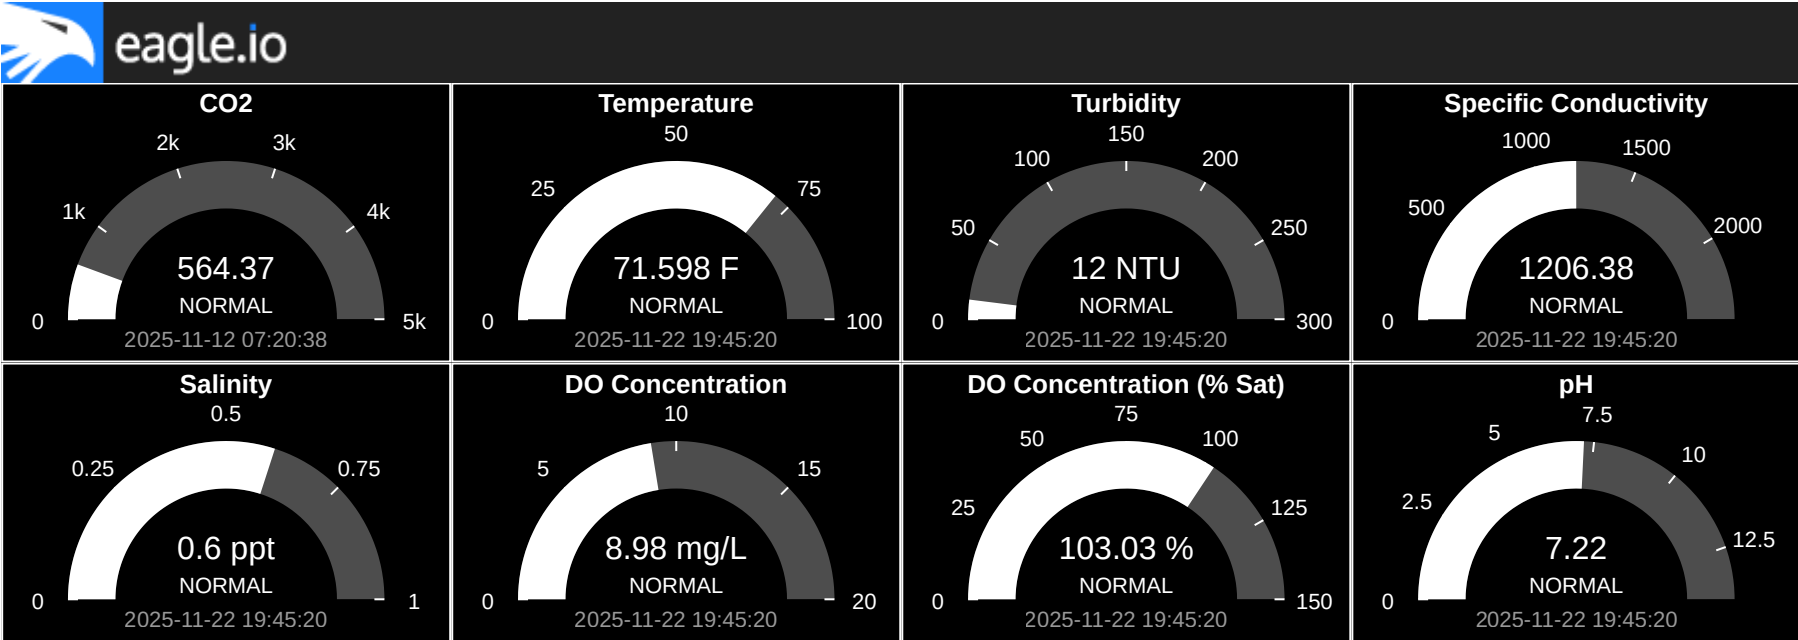 eagle.io
CO2
2k
3k
1k
4k
564.37
NORMAL
0
5k
2025-11-12 07:20:38
Temperature
50
25
75
71.598 F
NORMAL
0
100
2025-11-22 19:45:20
Turbidity
150
100
200
50
250
12 NTU
NORMAL
0
300
2025-11-22 19:45:20
Specific Conductivity
1000
1500
500
2000
1206.38
NORMAL
0
2025-11-22 19:45:20
Salinity
0.5
0.25
0.75
0.6 ppt
NORMAL
0
1
2025-11-22 19:45:20
DO Concentration
10
5
15
8.98 mg/L
NORMAL
0
20
2025-11-22 19:45:20
DO Concentration (% Sat)
75
50
100
25
125
103.03 %
NORMAL
0
150
2025-11-22 19:45:20
pH
7.5
5
10
2.5
12.5
7.22
NORMAL
0
2025-11-22 19:45:20